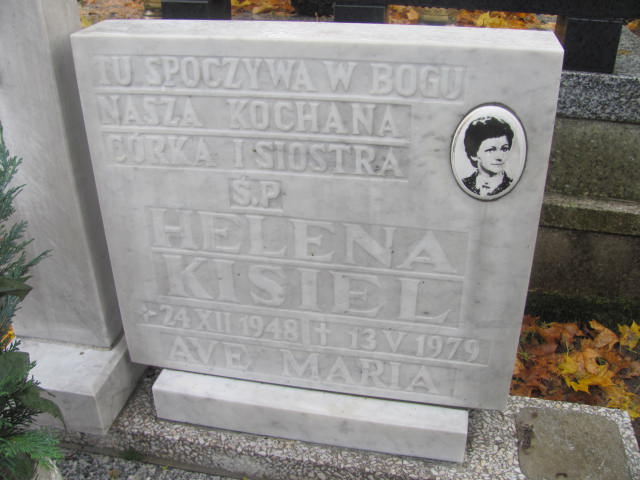 TU SPOCZYWA W BOGU
NASZA KOCHANA
CÓRKA I SIOSTRA
Ś.P
HELENA
KISIEL
* 24 XII 1948 † 13 V 1979
AVE MARIA